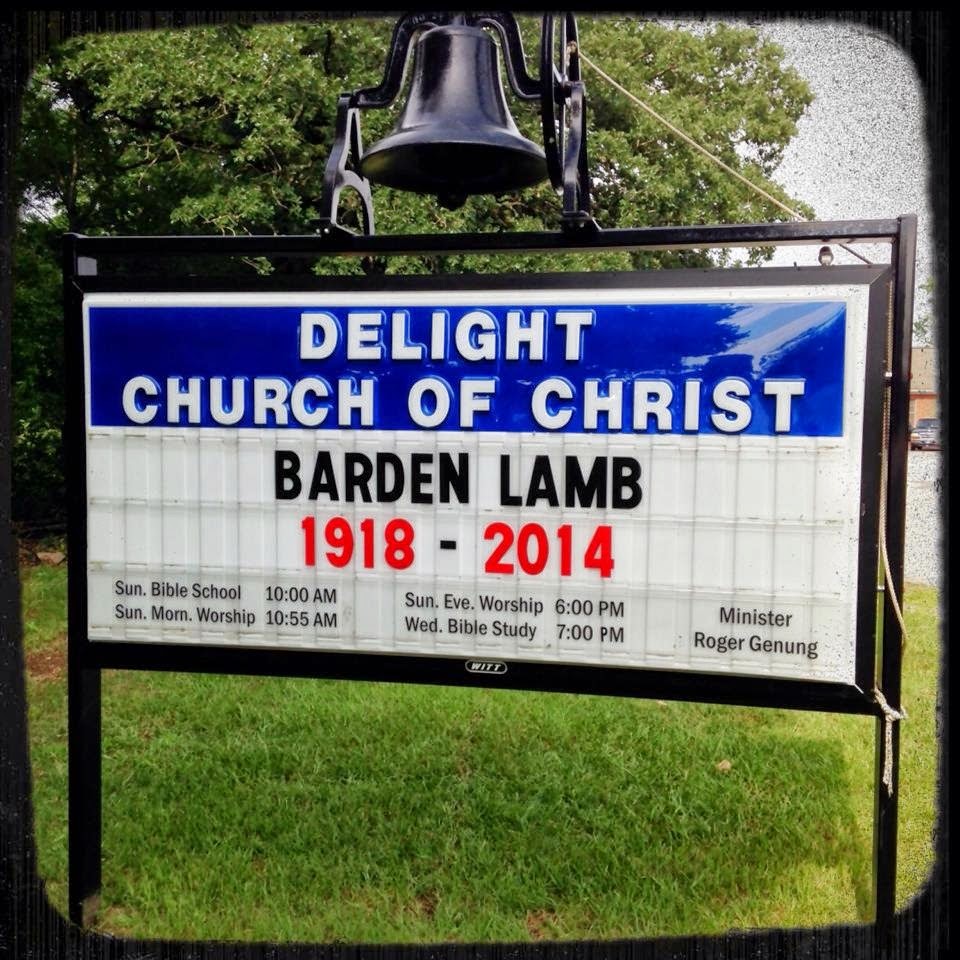 DELIGHT
CHURCH OF CHRIST
BARDEN LAMB
1918 - 2014
Sun. Bible School 10:00 AM
Sun. Morn. Worship 10:55 AM
Sun. Eve. Worship 6:00 PM
Wed. Bible Study 7:00 PM
Minister
Roger Genung
WITT